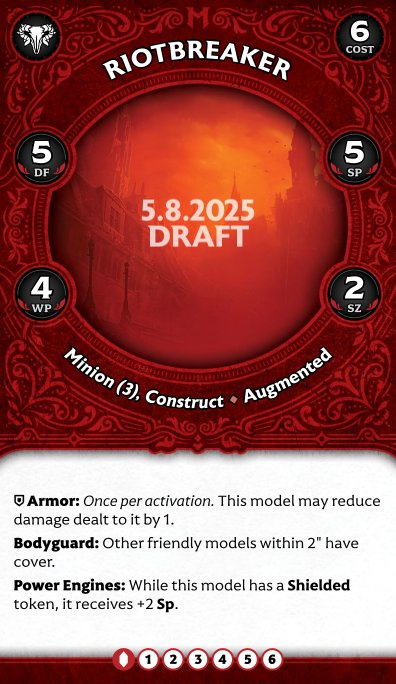 6
COST
RIOTBREAKER
5
DF
5
SP
5.8.2025
DRAFT
4
WP
2
SZ
Minion (3), Construct • Augmented
Armor: Once per activation. This model may reduce
damage dealt to it by 1.
Bodyguard: Other friendly models within 2" have
cover.
Power Engines: While this model has a Shielded
token, it receives +2 Sp.
1 2 3 4 5 6